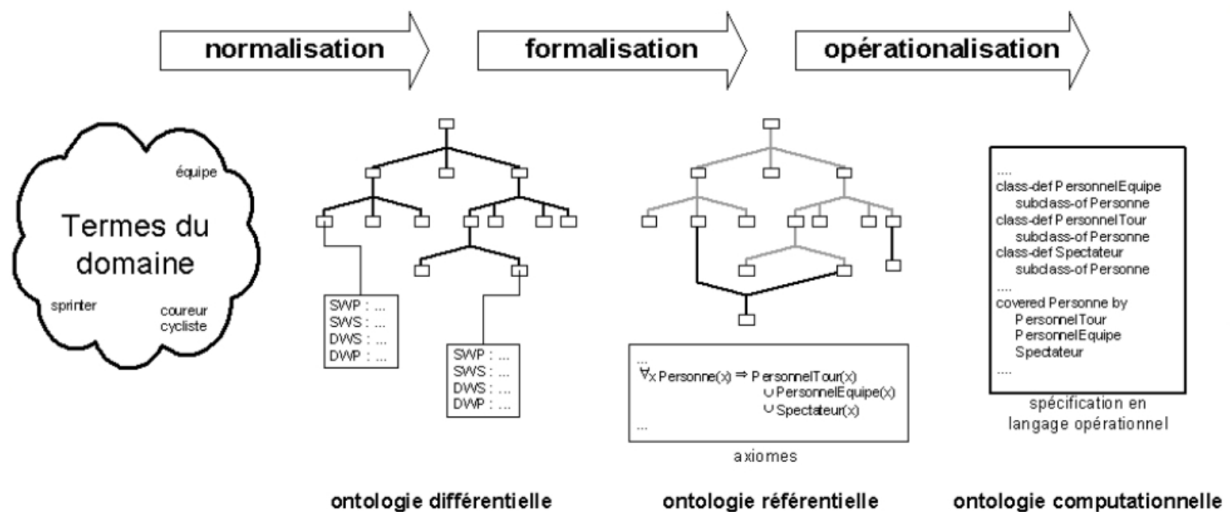 normalisation
formalisation
opérationalisation
équipe
Termes du
domaine
sprinter
coureur
cycliste
SWP : ...
SWS : ...
DWS : ...
DWP : ...
SWP : ...
SWS : ...
DWS : ...
DWP : ...
...
∀x Personne(x) ⇒ PersonnelTour(x)
∪ PersonnelEquipe(x)
∪ Spectateur(x)
...
axiomes
....
class-def PersonnelEquipe
subclass-of Personne
class-def PersonnelTour
subclass-of Personne
class-def Spectateur
subclass-of Personne
....
covered Personne by
PersonnelTour
PersonnelEquipe
Spectateur
....
spécification en
langage opérationnel
ontologie différentielle
ontologie référentielle
ontologie computationnelle